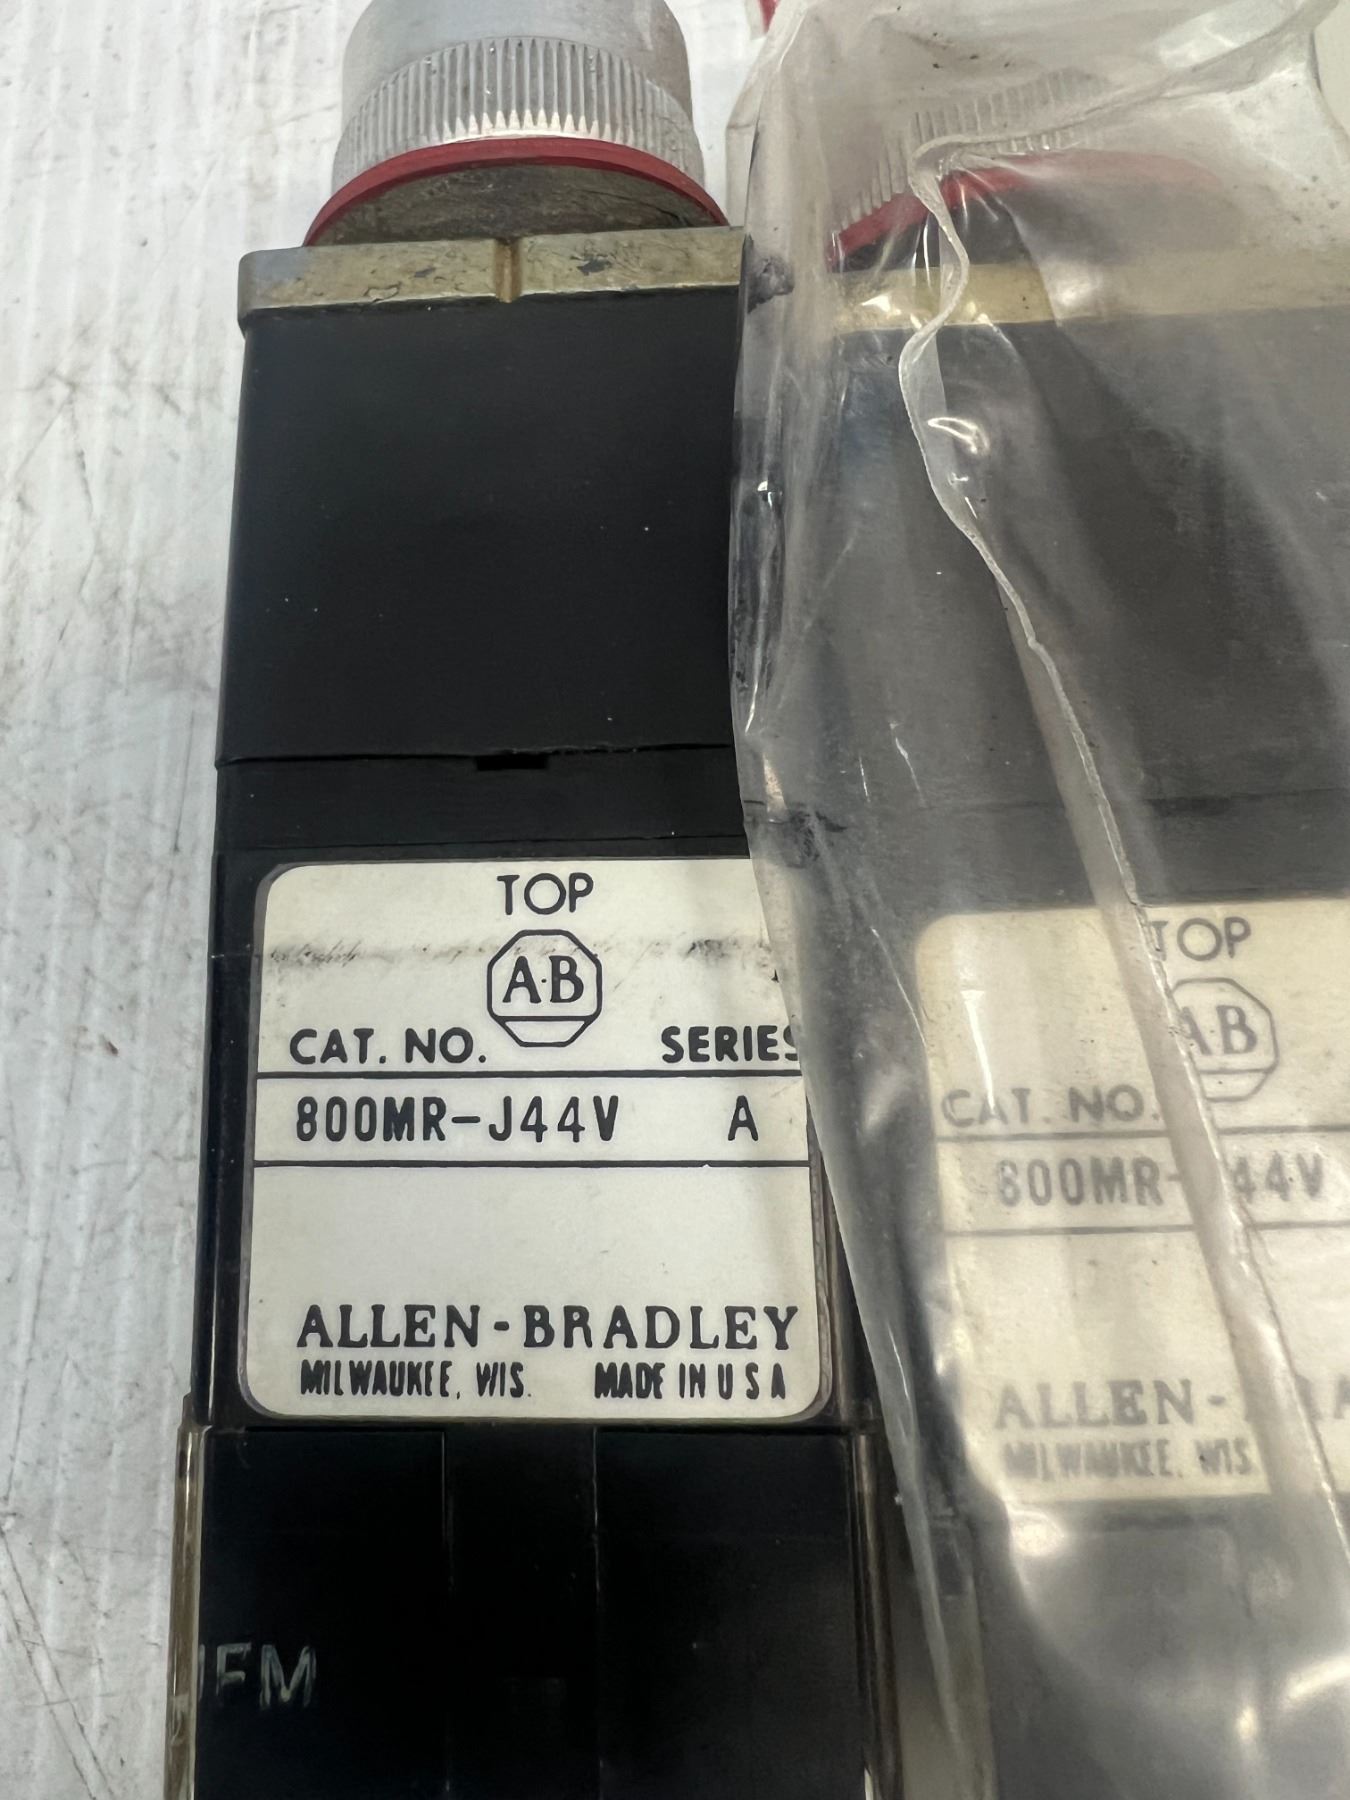 TOP
A·B
CAT. NO. SERIES
800MR-J44V A
ALLEN-BRADLEY
MILWAUKEE, WIS. MADE IN U S A
FM
TOP
A·B
CAT. NO.
800MR- 44V
ALLEN-
MILWAUKEE, WIS